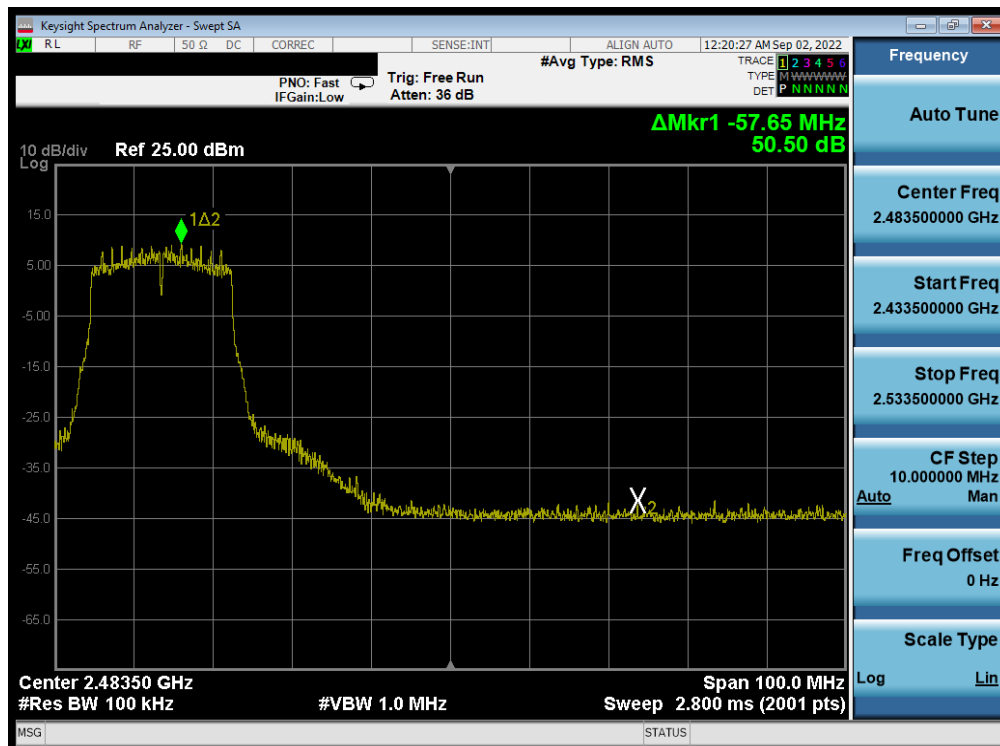 Keysight Spectrum Analyzer - Swept SA
LXI RL RF 50 Ω DC CORREC SENSE:INT ALIGN AUTO 12:20:27 AM Sep 02, 2022
#Avg Type: RMS TRACE 1 2 3 4 5 6
PNO: Fast Trig: Free Run TYPE M WWWWW
IFGain:Low Atten: 36 dB DET P N N N N N
ΔMkr1 -57.65 MHz
50.50 dB
10 dB/div Ref 25.00 dBm
Log
15.0
1Δ2
5.00
-5.00
-15.0
-25.0
-35.0
X2
-45.0
-55.0
-65.0
Center 2.48350 GHz Span 100.0 MHz
#Res BW 100 kHz #VBW 1.0 MHz Sweep 2.800 ms (2001 pts)
MSG STATUS
Frequency
Auto Tune
Center Freq
2.483500000 GHz
Start Freq
2.433500000 GHz
Stop Freq
2.533500000 GHz
CF Step
10.000000 MHz
Auto Man
Freq Offset
0 Hz
Scale Type
Log Lin